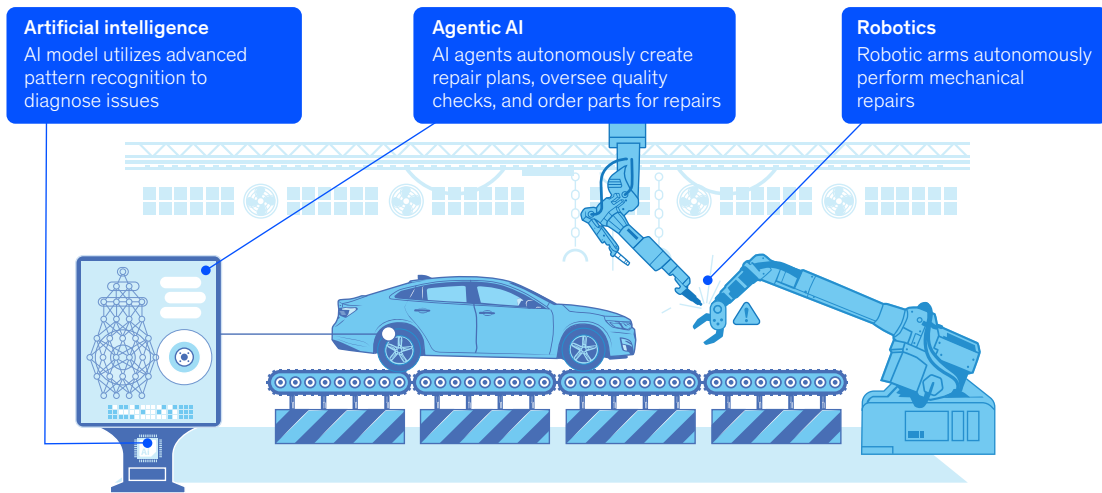 Artificial intelligence
AI model utilizes advanced
pattern recognition to
diagnose issues
Agentic AI
AI agents autonomously create
repair plans, oversee quality
checks, and order parts for repairs
Robotics
Robotic arms autonomously
perform mechanical
repairs
AI